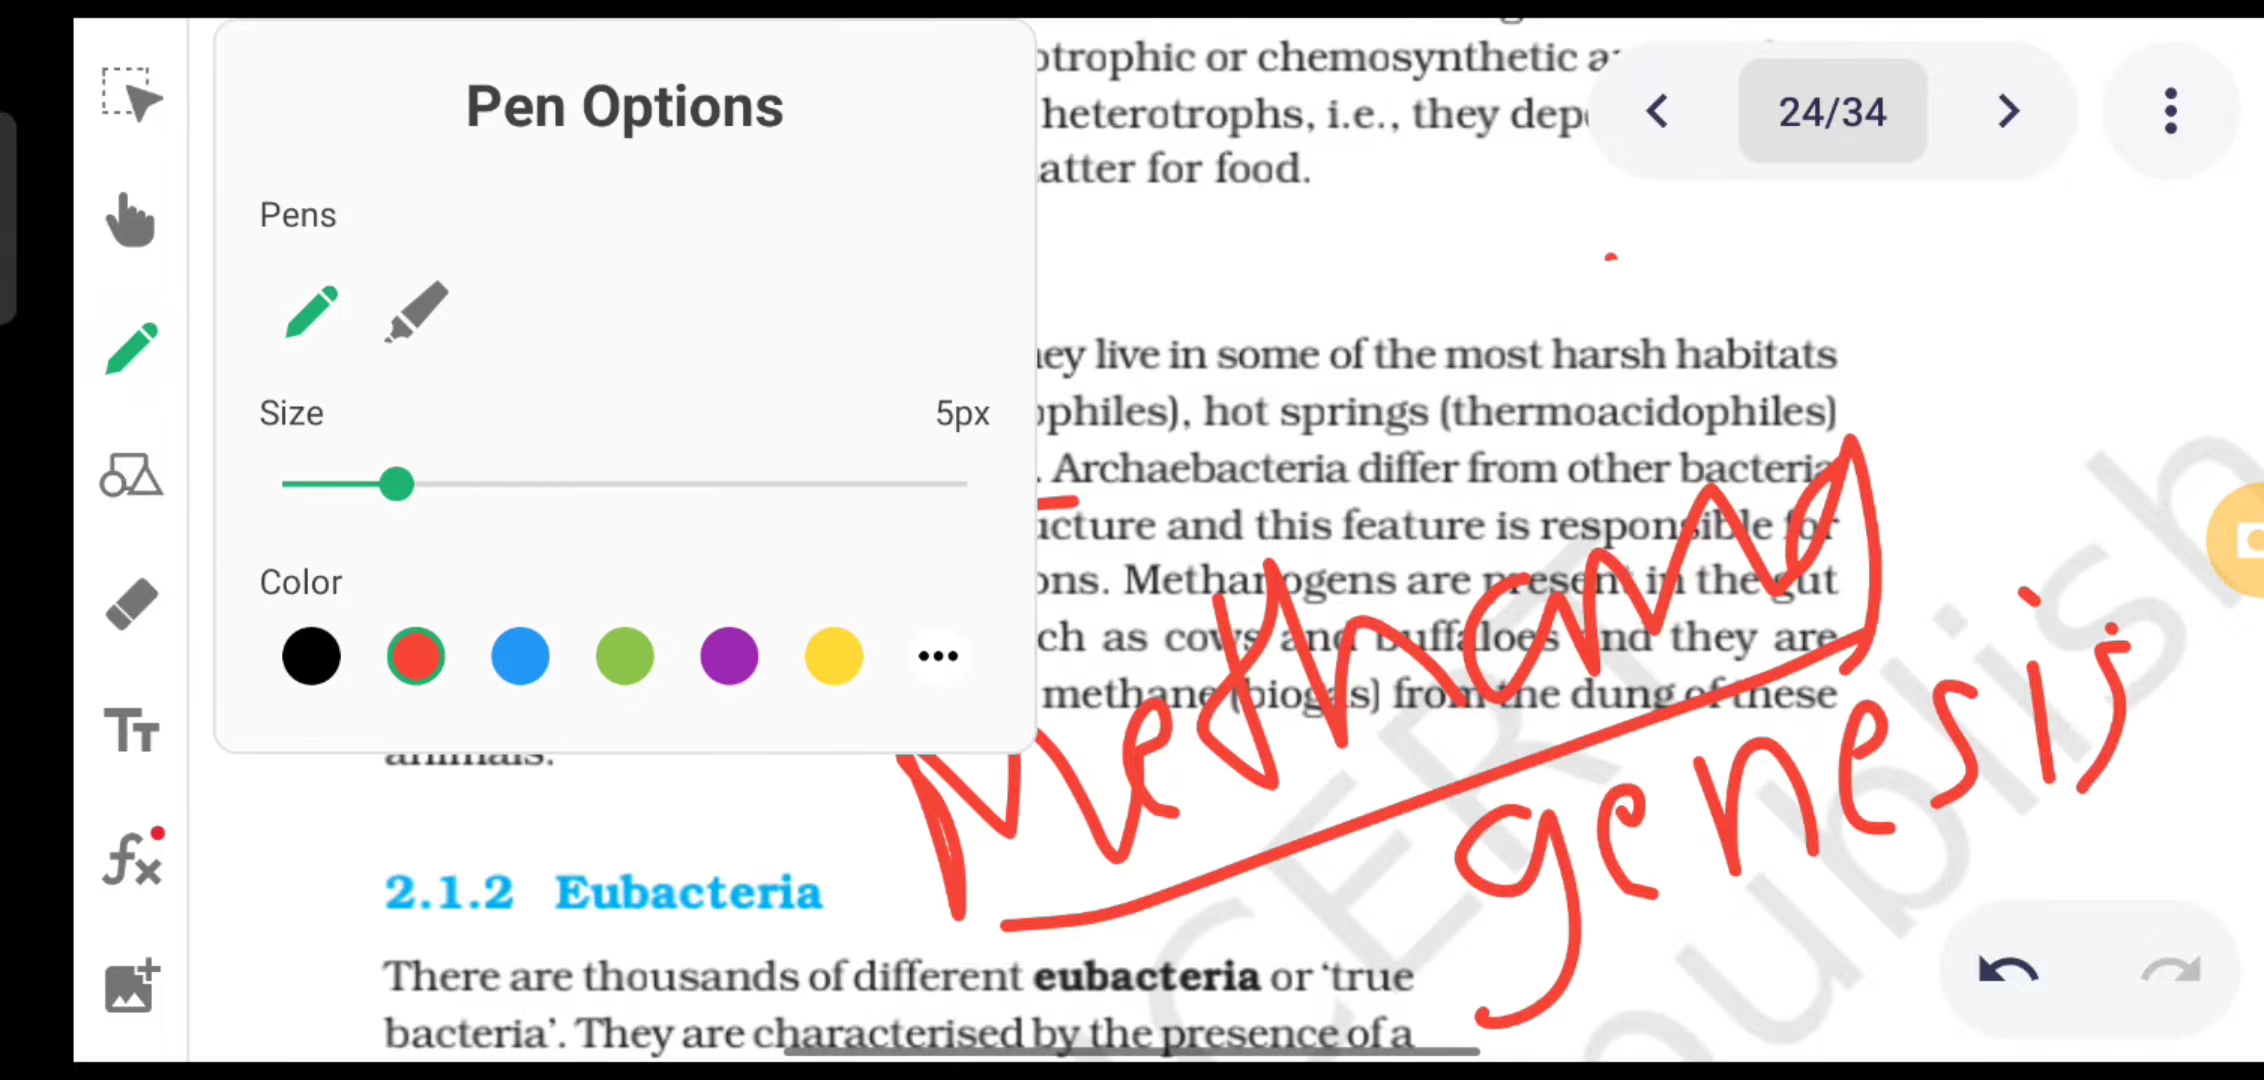 Pen Options
Pens
Size
5px
Color
otrophic or chemosynthetic a
heterotrophs, i.e., they dep
atter for food.
24/34
ey live in some of the most harsh habitats
ophiles), hot springs (thermoacidophiles)
. Archaebacteria differ from other bacteria
ucture and this feature is responsible for
ons. Methanogens are present in the gut
ch as cows and buffaloes and they are
methane (biogas) from the dung of these
animals.
Methano
genesis
2.1.2 Eubacteria
There are thousands of different eubacteria or ‘true
bacteria’. They are characterised by the presence of a
Tт
fx